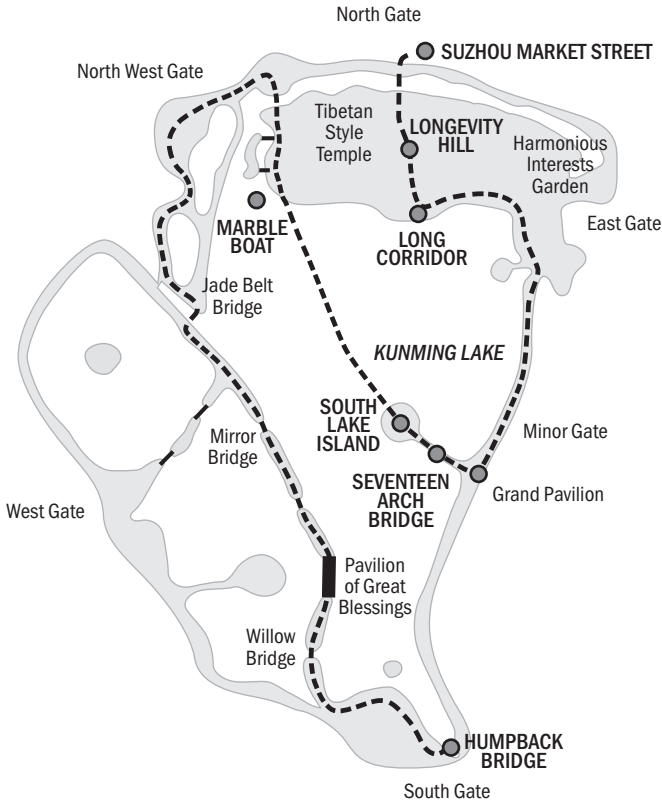 North Gate
SUZHOU MARKET STREET
North West Gate
Tibetan
Style
Temple
LONGEVITY
HILL
Harmonious
Interests
Garden
East Gate
MARBLE
BOAT
LONG
CORRIDOR
Jade Belt
Bridge
KUNMING LAKE
SOUTH
LAKE
ISLAND
Mirror
Bridge
Minor Gate
SEVENTEEN
ARCH
BRIDGE
Grand Pavilion
West Gate
Pavilion
of Great
Blessings
Willow
Bridge
HUMPBACK
BRIDGE
South Gate